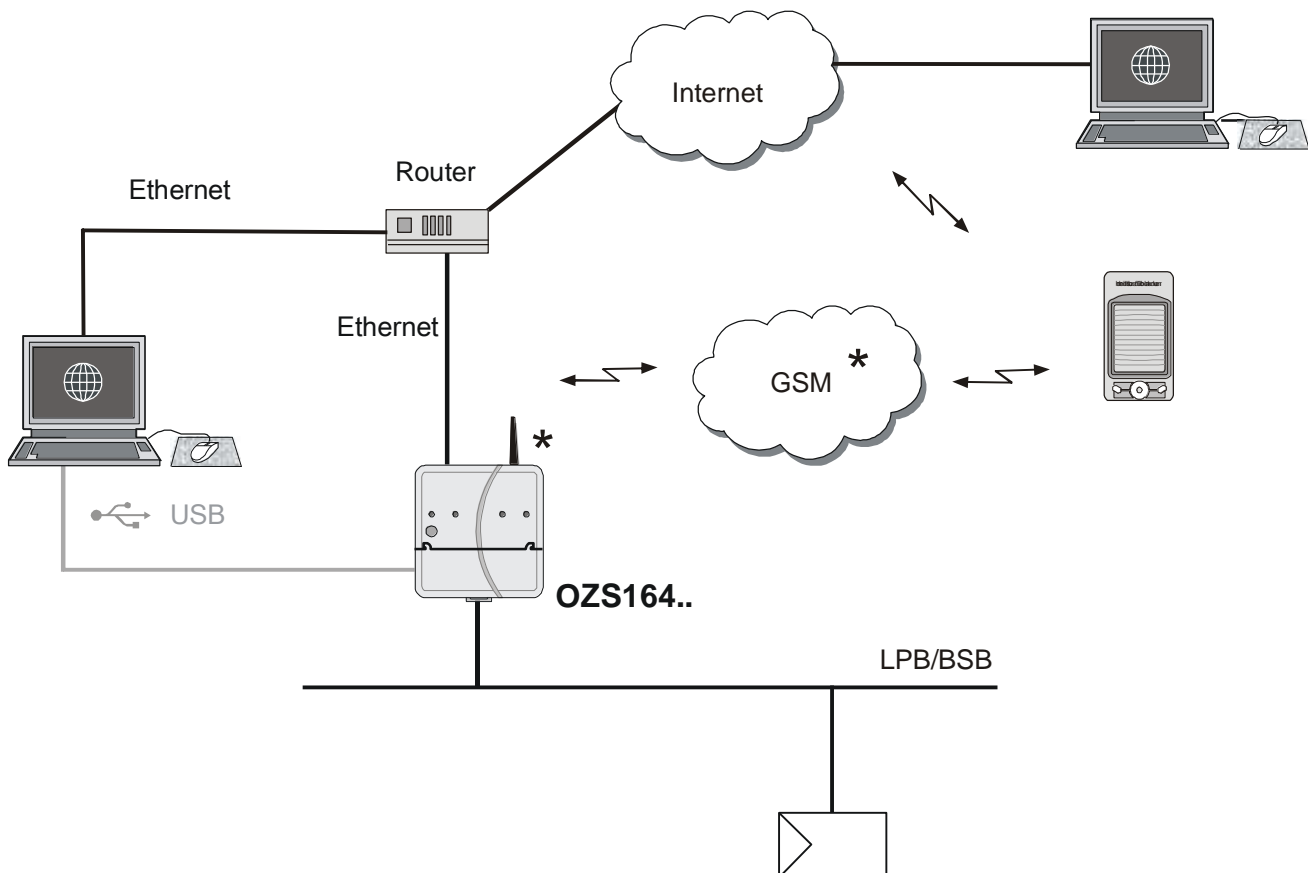 Internet
Router
Ethernet
Ethernet
GSM *
*
USB
OZS164..
LPB/BSB